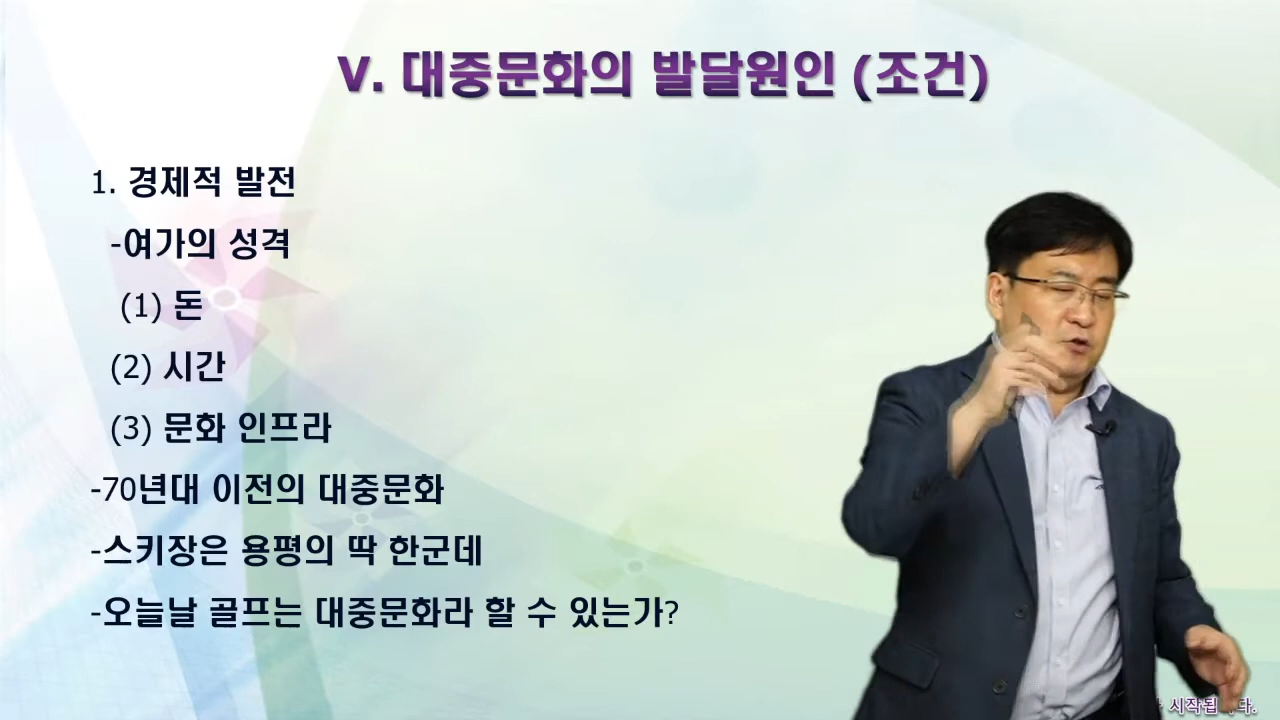 V. 대중문화의 발달원인 (조건)
1. 경제적 발전
-여가의 성격
(1) 돈
(2) 시간
(3) 문화 인프라
-70년대 이전의 대중문화
-스키장은 용평의 딱 한군데
-오늘날 골프는 대중문화라 할 수 있는가?